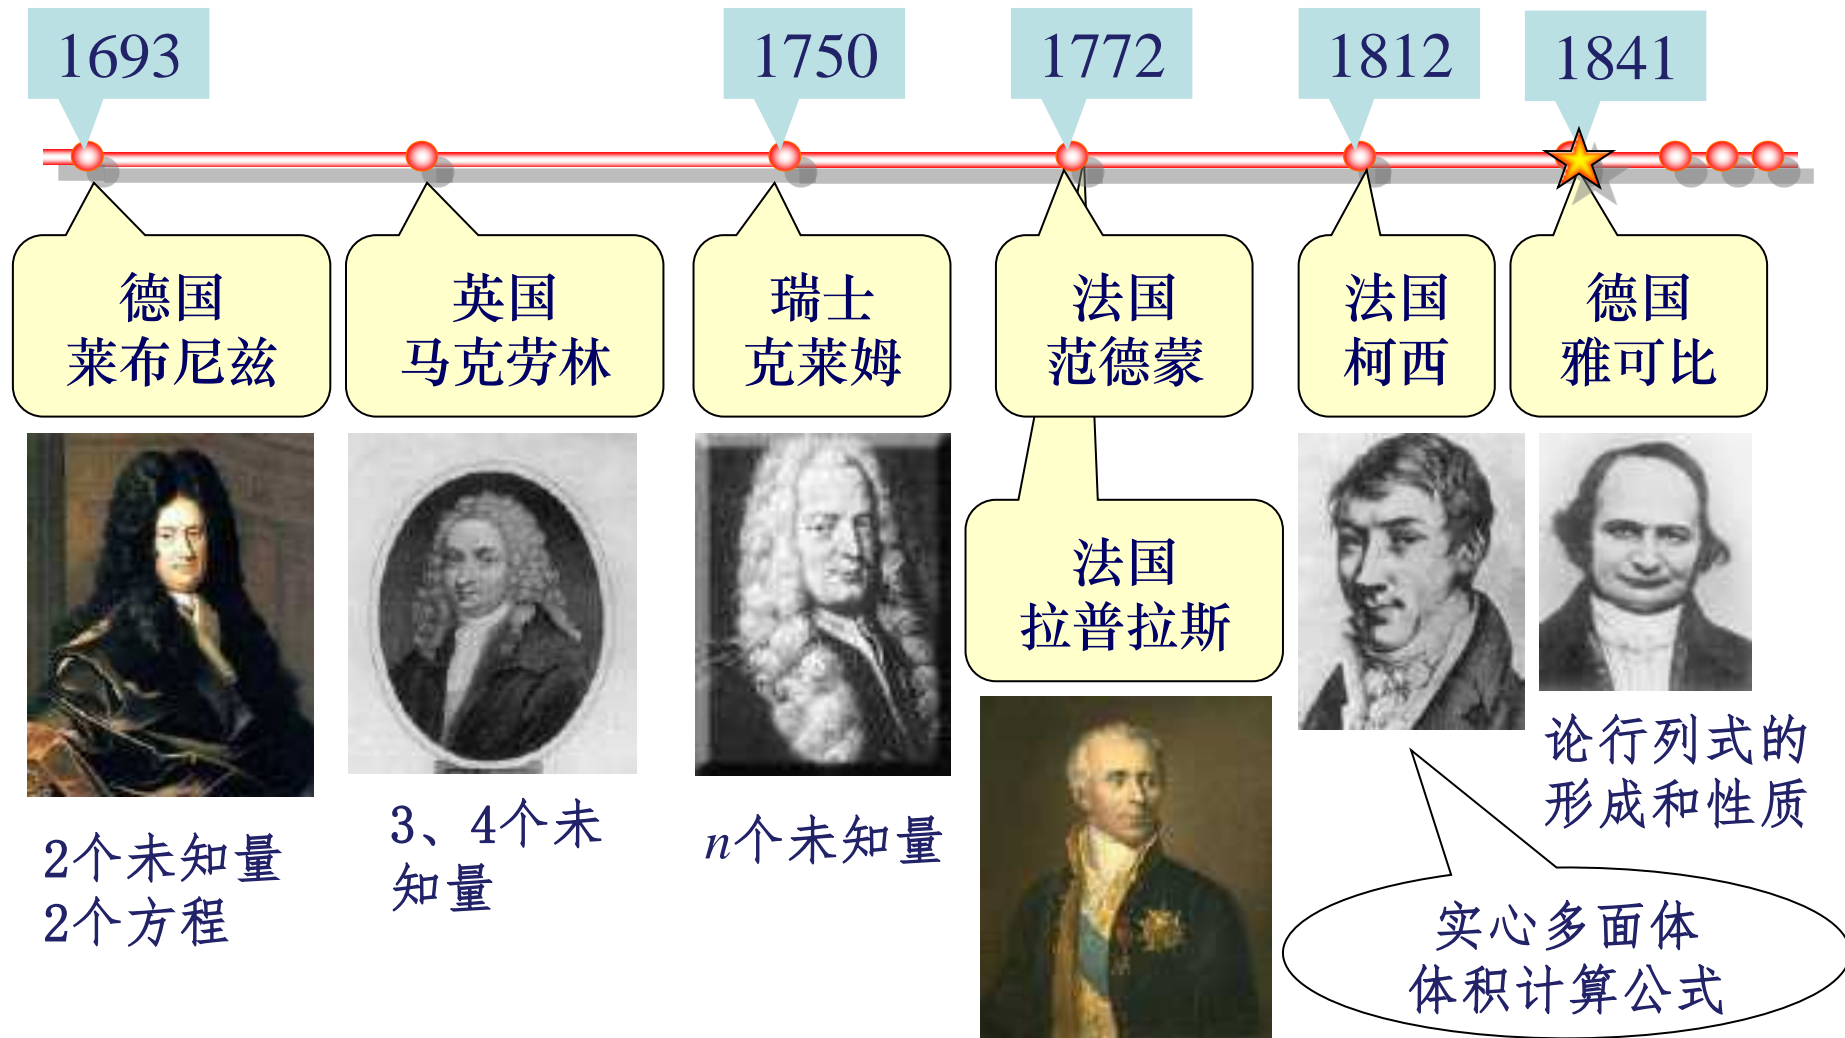 1693
1750
1772
1812
1841
德国
莱布尼兹
英国
马克劳林
瑞士
克莱姆
法国
范德蒙
法国
柯西
德国
雅可比
法国
拉普拉斯
2个未知量
2个方程
3、4个未
知量
n个未知量
论行列式的
形成和性质
实心多面体
体积计算公式